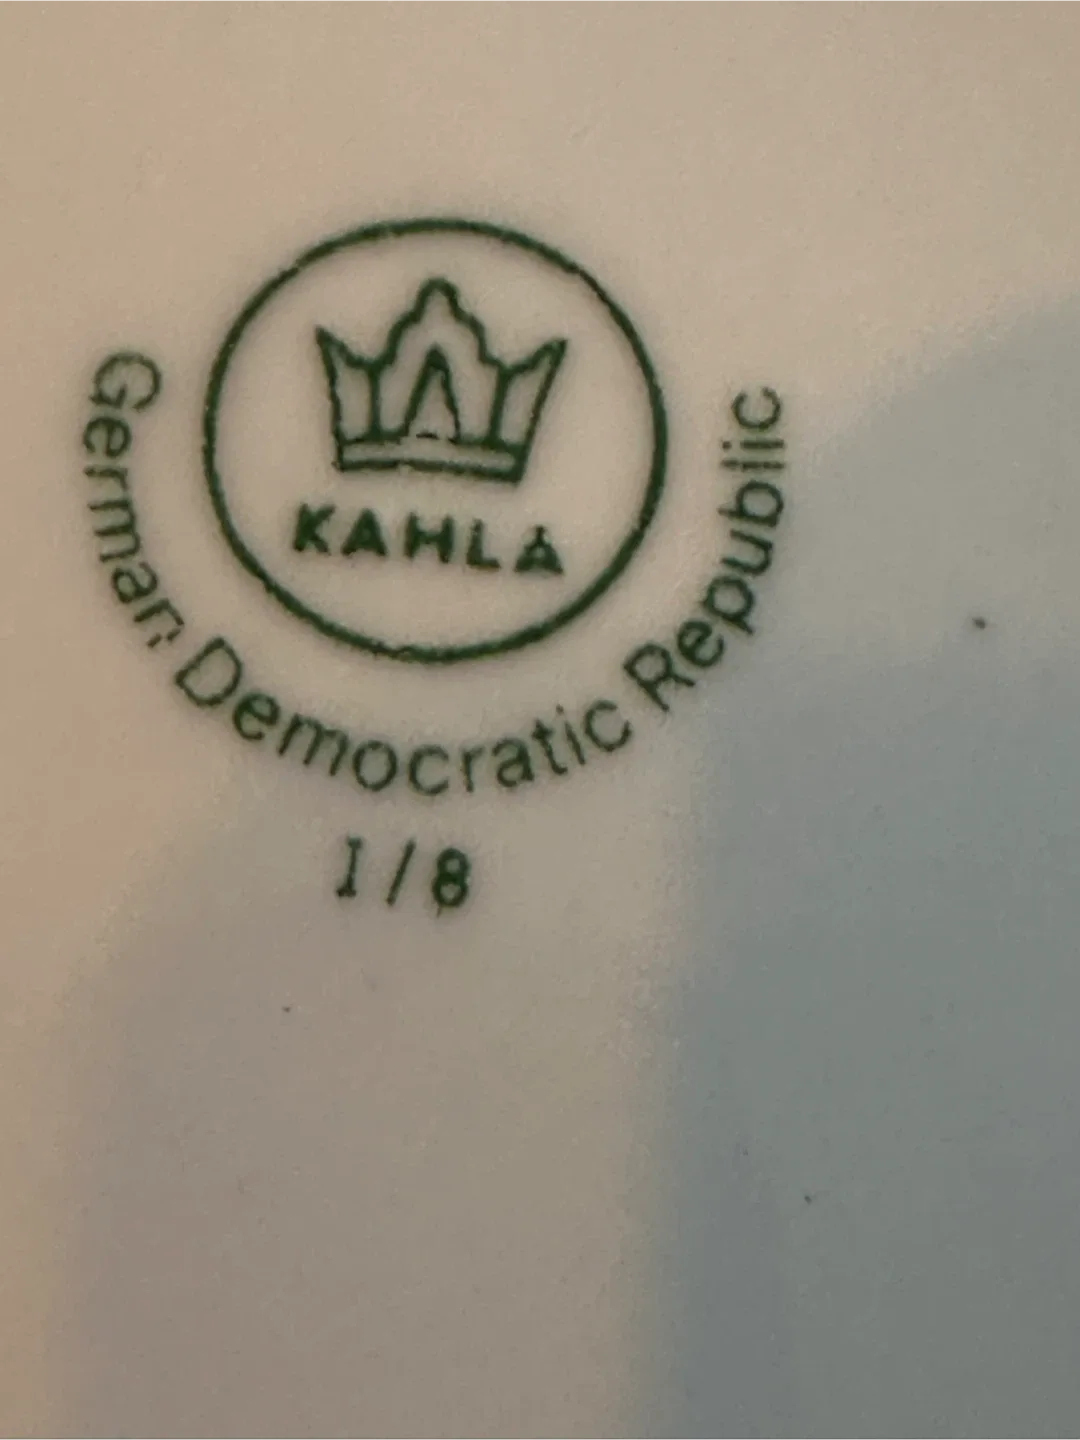 KAHLA
German Democratic Republic
I/8